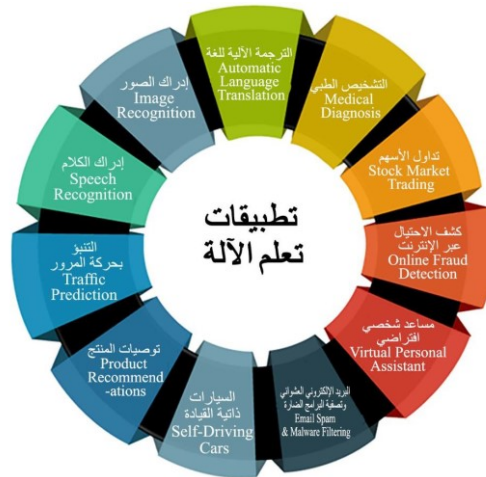 تطبيقات
تعلم الآلة
الترجمة الآلية للغة
Automatic
Language
Translation
التشخيص الطبي
Medical
Diagnosis
تداول الأسهم
Stock Market
Trading
كشف الاحتيال
عبر الإنترنت
Online Fraud
Detection
مساعد شخصي
افتراضي
Virtual Personal
Assistant
البريد الإلكتروني العشوائي
وتصفية البرامج الضارة
Email Spam
& Malware Filtering
السيارات
ذاتية القيادة
Self-Driving
Cars
توصيات المنتج
Product
Recommend
-ations
التنبؤ
بحركة المرور
Traffic
Prediction
إدراك الكلام
Speech
Recognition
إدراك الصور
Image
Recognition